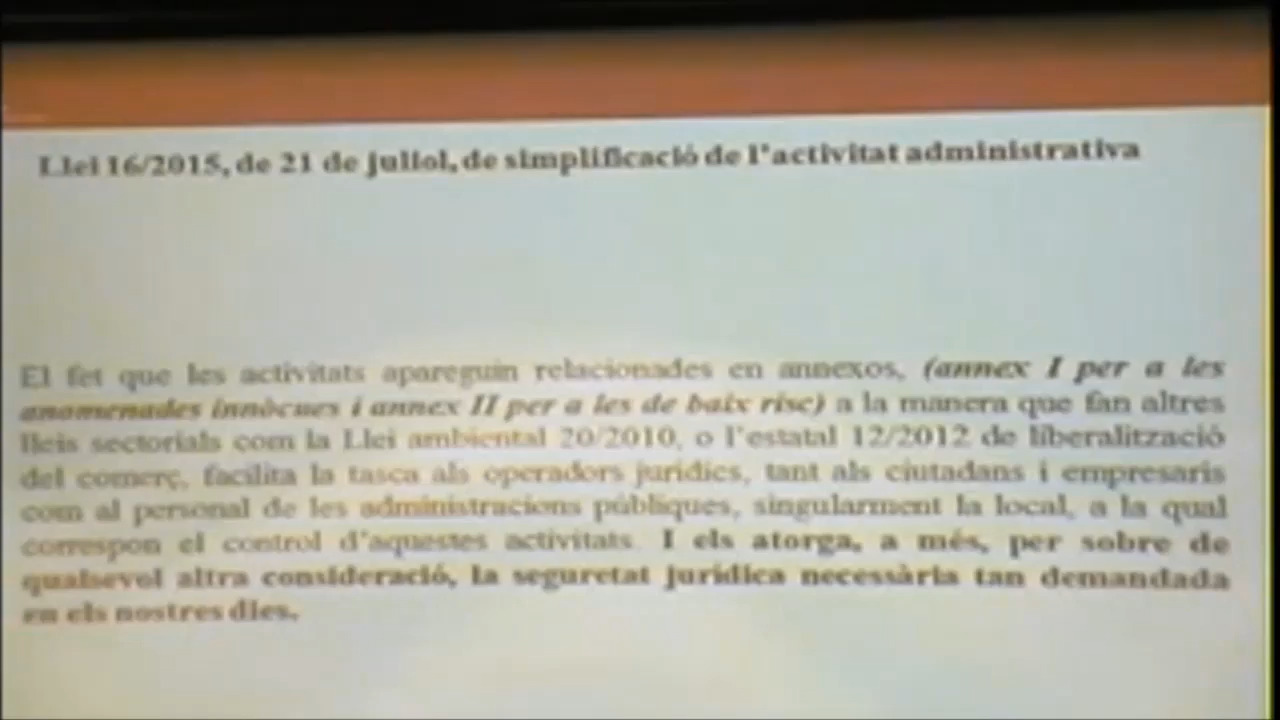 Llei 16/2015, de 21 de juliol, de simplificació de l'activitat administrativa
El fet que les activitats apareguin relacionades en annexos, (annex I per a les
anomenades innòcues i annex II per a les de baix risc) a la manera que fan altres
lleis sectorials com la Llei ambiental 20/2010, o l'estatal 12/2012 de liberalització
del comerç, facilita la tasca als operadors jurídics, tant als ciutadans i empresaris
com al personal de les administracions públiques, singularment la local, a la qual
correspon el control d'aquestes activitats. I els atorga, a més, per sobre de
qualsevol altra consideració, la seguretat jurídica necessària tan demandada
en els nostres dies.